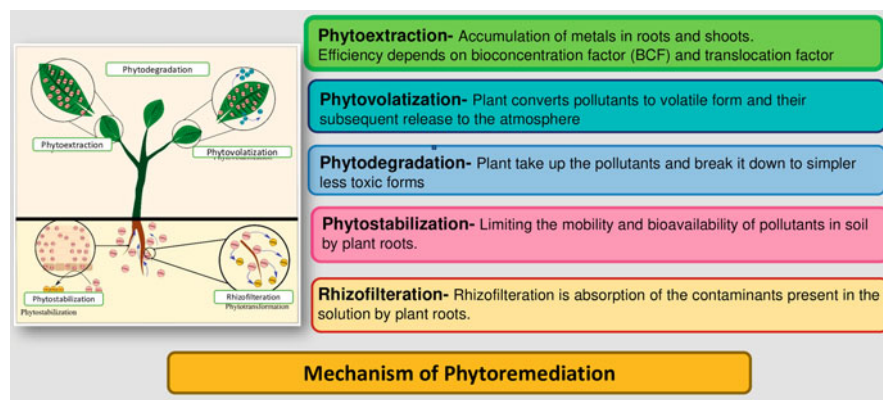 Phytodegradation
Phytoextraction
Phytovolatization
Phytostabilization
Phytostabilization
Rhizofilteration
Phytotransformation
Phytoextraction- Accumulation of metals in roots and shoots.
Efficiency depends on bioconcentration factor (BCF) and translocation factor
Phytovolatization- Plant converts pollutants to volatile form and their
subsequent release to the atmosphere
Phytodegradation- Plant take up the pollutants and break it down to simpler
less toxic forms
Phytostabilization- Limiting the mobility and bioavailability of pollutants in soil
by plant roots.
Rhizofilteration- Rhizofilteration is absorption of the contaminants present in the
solution by plant roots.
Mechanism of Phytoremediation